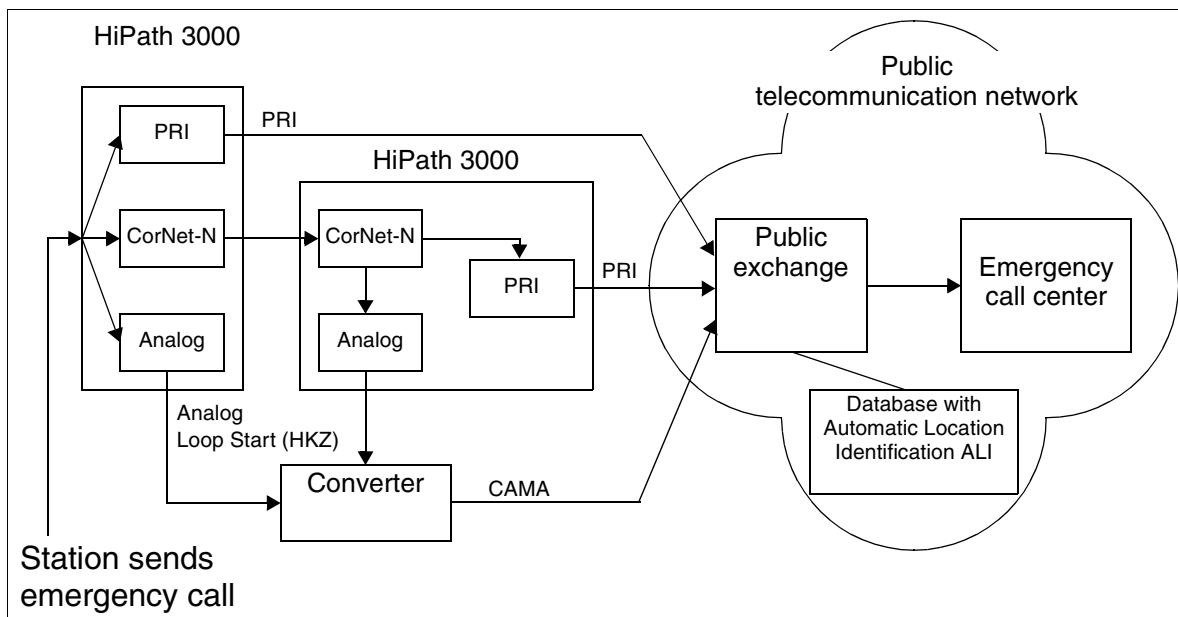 HiPath 3000
Public
telecommunication network
PRI
PRI
HiPath 3000
CorNet-N
CorNet-N
PRI
PRI
Public
exchange
Emergency
call center
Analog
Analog
Analog
Loop Start (HKZ)
Database with
Automatic Location
Identification ALI
Converter
CAMA
Station sends
emergency call